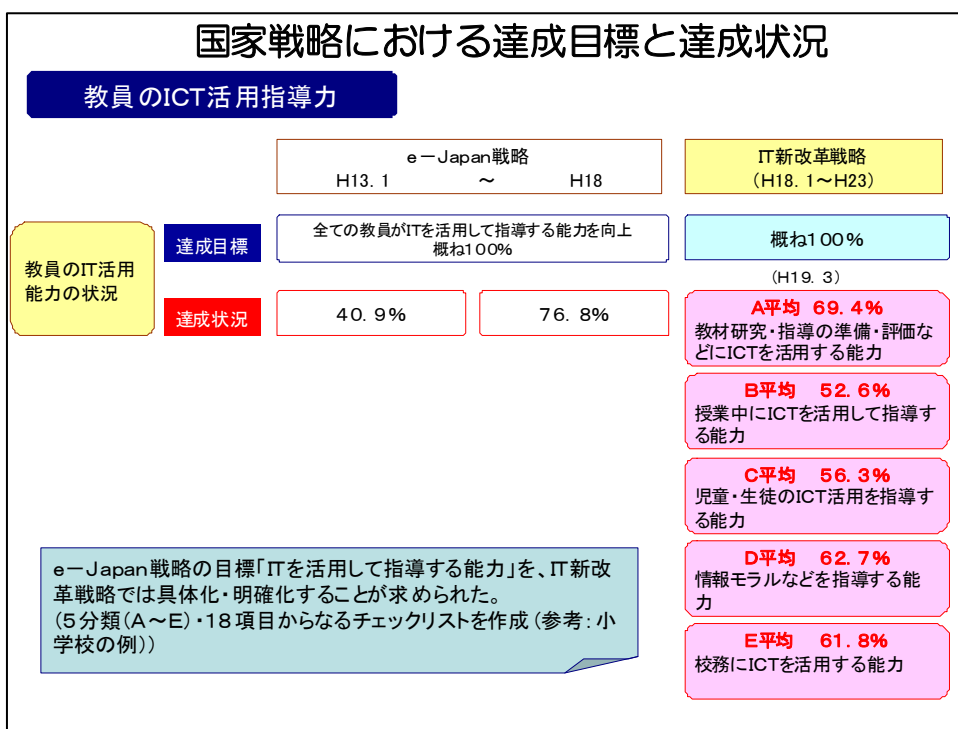 国家戦略における達成目標と達成状況
教員のICT活用指導力
e－Japan戦略
H13．1　～　H18
IT新改革戦略
（H18．1～H23）
教員のIT活用
能力の状況
達成目標
全ての教員がITを活用して指導する能力を向上
概ね100％
概ね100％
（H19．3）
達成状況
40．9％
76．8％
A平均　69．4％
教材研究・指導の準備・評価な
どにICTを活用する能力
B平均　52．6％
授業中にICTを活用して指導す
る能力
C平均　56．3％
児童・生徒のICT活用を指導す
る能力
D平均　62．7％
情報モラルなどを指導する能
力
E平均　61．8％
校務にICTを活用する能力
e－Japan戦略の目標「ITを活用して指導する能力」を、IT新改
革戦略では具体化・明確化することが求められた。
（5分類（A～E）・18項目からなるチェックリストを作成（参考：小
学校の例））